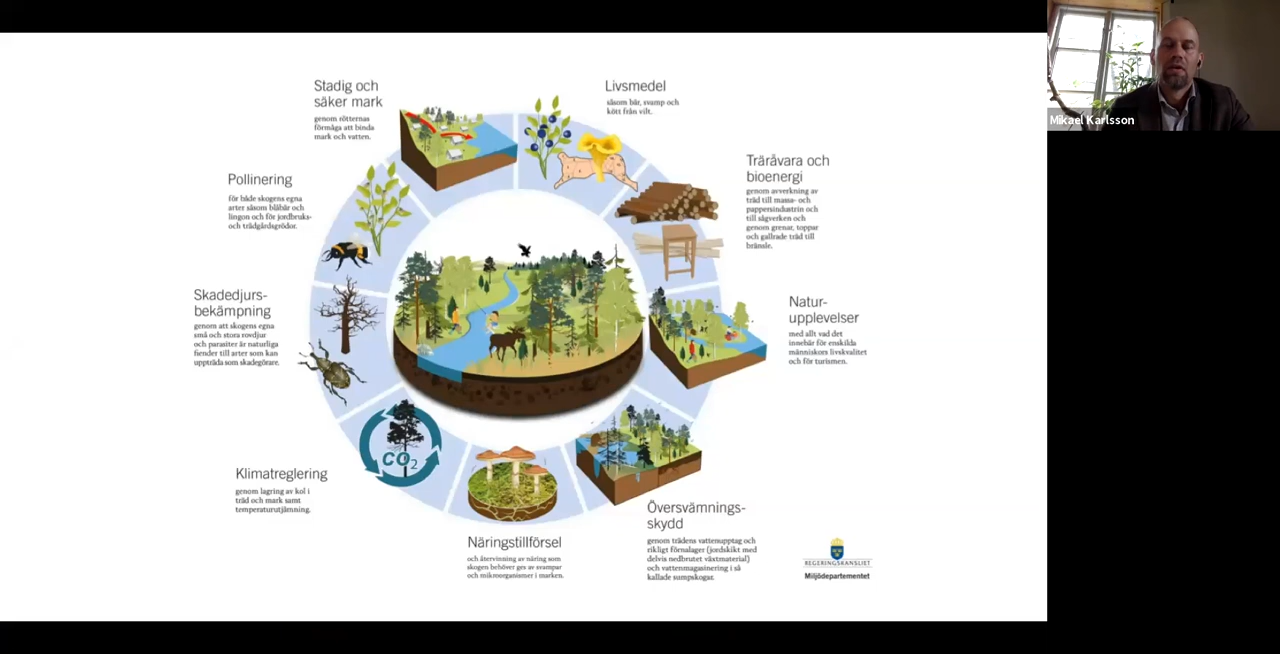 Stadig och
säker mark
genom rötternas
förmåga att binda
mark och vatten.
Livsmedel
såsom bär, svamp och
kött från vilt.
Träråvara och
bioenergi
genom avverkning av
träd till massa- och
pappersindustrin och
till sågverken och
genom grenar, toppar
och gallrade träd till
bränsle.
Natur-
upplevelser
med allt vad det
innebär för enskilda
människors livskvalitet
och för turismen.
Översvämnings-
skydd
genom trädens vattenupptag och
rikligt förnalager (jordskikt med
delvis nedbrutet växtmaterial)
och vattenmagasinering i så
kallade sumpskogar.
Näringstillförsel
och återvinning av näring som
skogen behöver ges av svampar
och mikroorganismer i marken.
Klimatreglering
genom lagring av kol i
träd och mark samt
temperaturutjämning.
CO2
Skadedjurs-
bekämpning
genom att skogens egna
små och stora rovdjur
och parasiter är naturliga
fiender till arter som kan
uppträda som skadegörare.
Pollinering
för både skogens egna
arter såsom blåbär och
lingon och för jordbruks-
och trädgårdsgrödor.
REGERINGSKANSLIET
Miljödepartementet
Mikael Karlsson